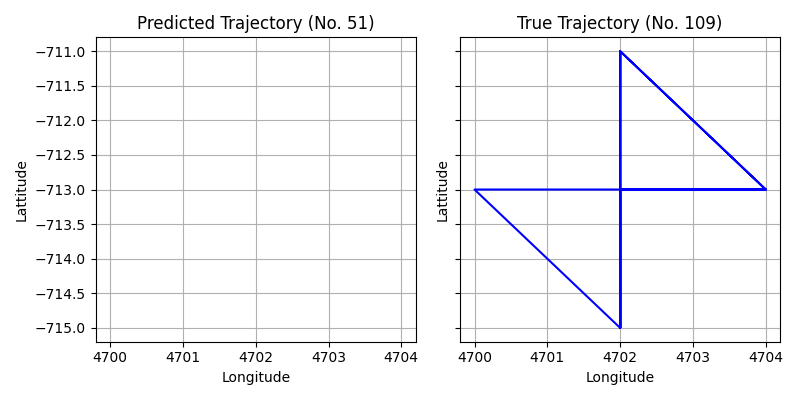 Predicted Trajectory (No. 51)
−711.0
−711.5
−712.0
−712.5
−713.0
−713.5
−714.0
−714.5
−715.0
Lattitude
4700 4701 4702 4703 4704
Longitude
True Trajectory (No. 109)
Lattitude
4700 4701 4702 4703 4704
Longitude